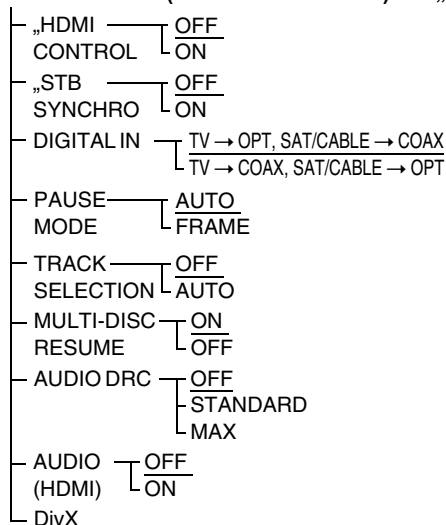 „HDMI OFF
CONTROL ON
„STB OFF
SYNCHRO ON
DIGITAL IN TV → OPT, SAT/CABLE → COAX
TV → COAX, SAT/CABLE → OPT
PAUSE AUTO
MODE FRAME
TRACK OFF
SELECTION AUTO
MULTI-DISC ON
RESUME OFF
AUDIO DRC OFF
STANDARD
MAX
AUDIO OFF
(HDMI) ON
DivX